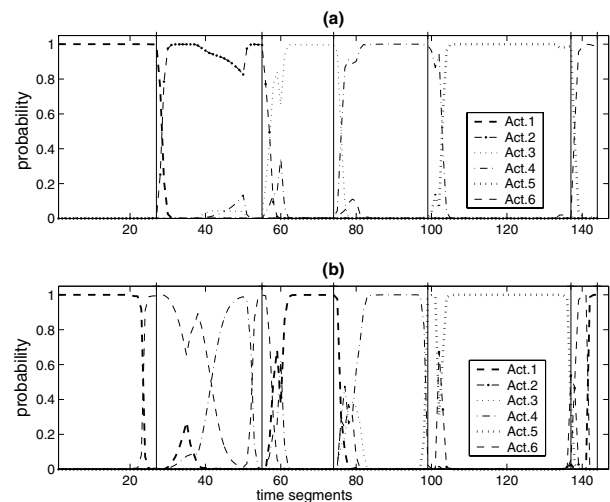 (a)
probability
1
0.8
0.6
0.4
0.2
0
Act.1
Act.2
Act.3
Act.4
Act.5
Act.6
20 40 60 80 100 120 140
(b)
probability
1
0.8
0.6
0.4
0.2
0
Act.1
Act.2
Act.3
Act.4
Act.5
Act.6
0 20 40 60 80 100 120 140
time segments